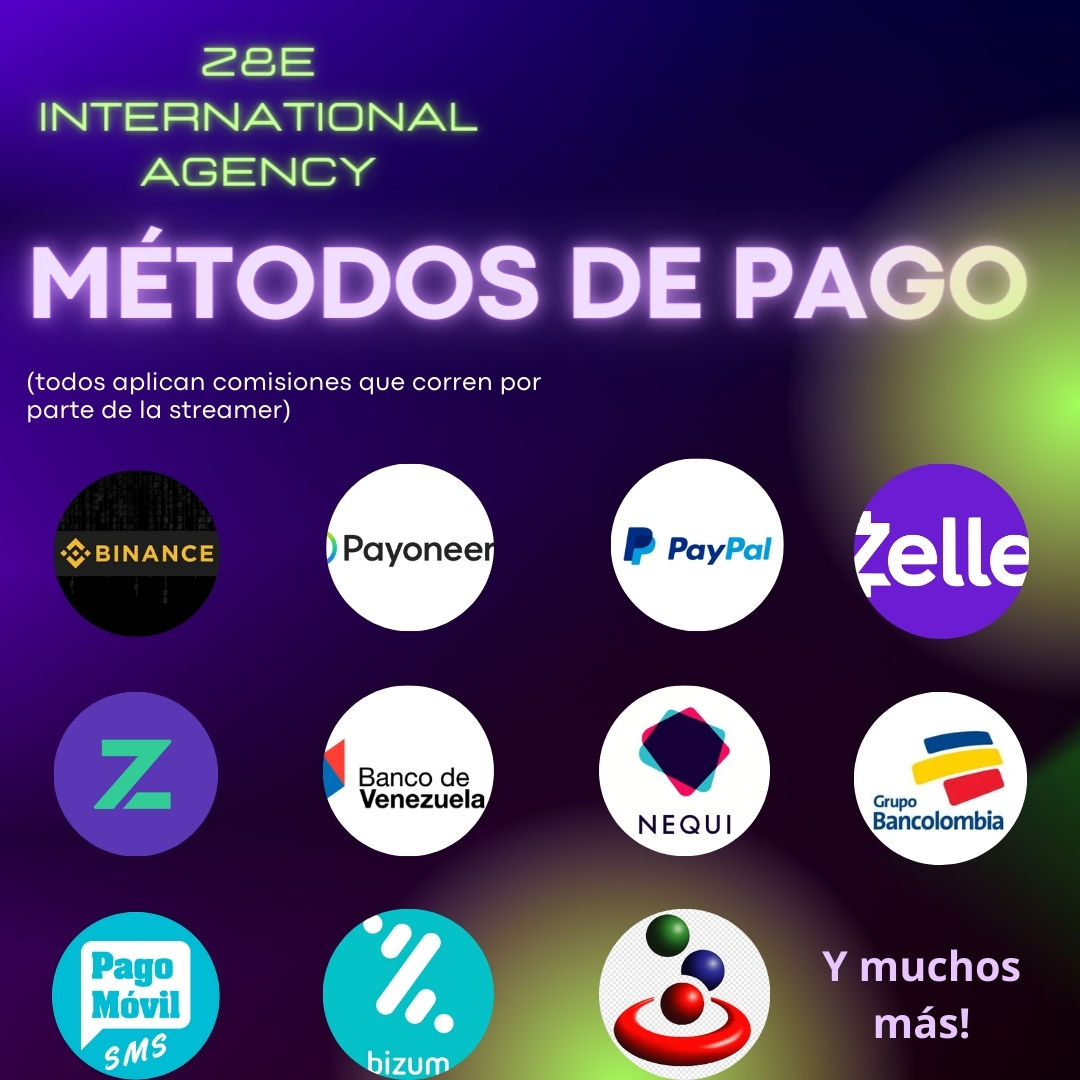 Z&E
INTERNATIONAL
AGENCY
MÉTODOS DE PAGO
(todos aplican comisiones que corren por
parte de la streamer)
BINANCE
Payoneer
PayPal
Zelle
Z
Banco de
Venezuela
NEQUI
Grupo
Bancolombia
Pago
Móvil
SMS
bizum
Y muchos
más!